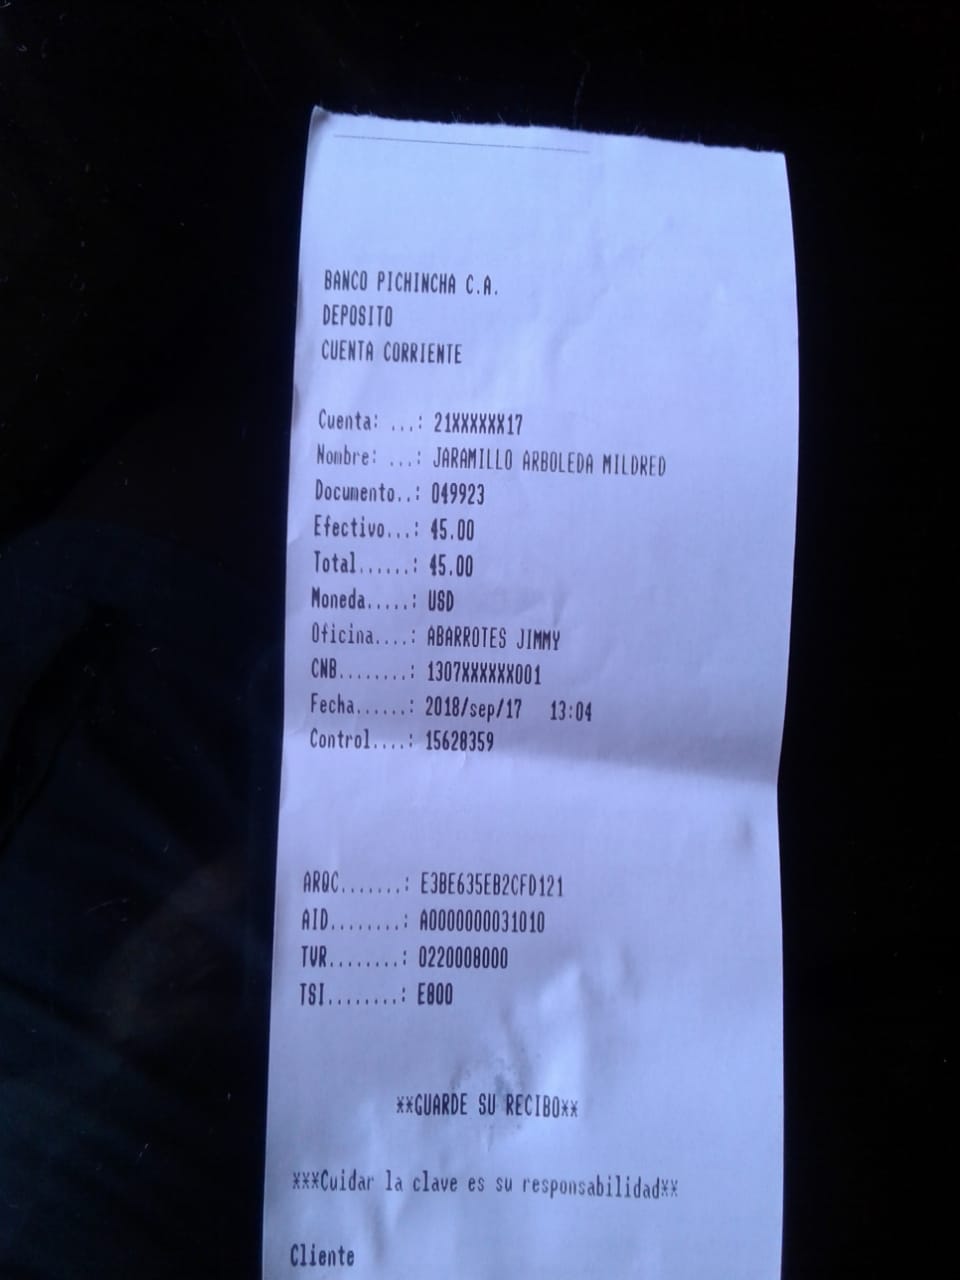 BANCO PICHINCHA C.A.
DEPOSITO
CUENTA CORRIENTE
Cuenta: ...: 21XXXXXX17
Nombre: ...: JARAMILLO ARBOLEDA MILDRED
Documento..: 049923
Efectivo...: 45.00
Total......: 45.00
Moneda.....: USD
Oficina....: ABARROTES JIMMY
CNB........: 1307XXXXXX001
Fecha......: 2018/sep/17 13:04
Control....: 15628359
ARQC.......: E3BE635EB2CFD121
AID........: A0000000031010
TVR........: 0220008000
TSI........: E800
**GUARDE SU RECIBO**
***Cuidar la clave es su responsabilidad**
Cliente